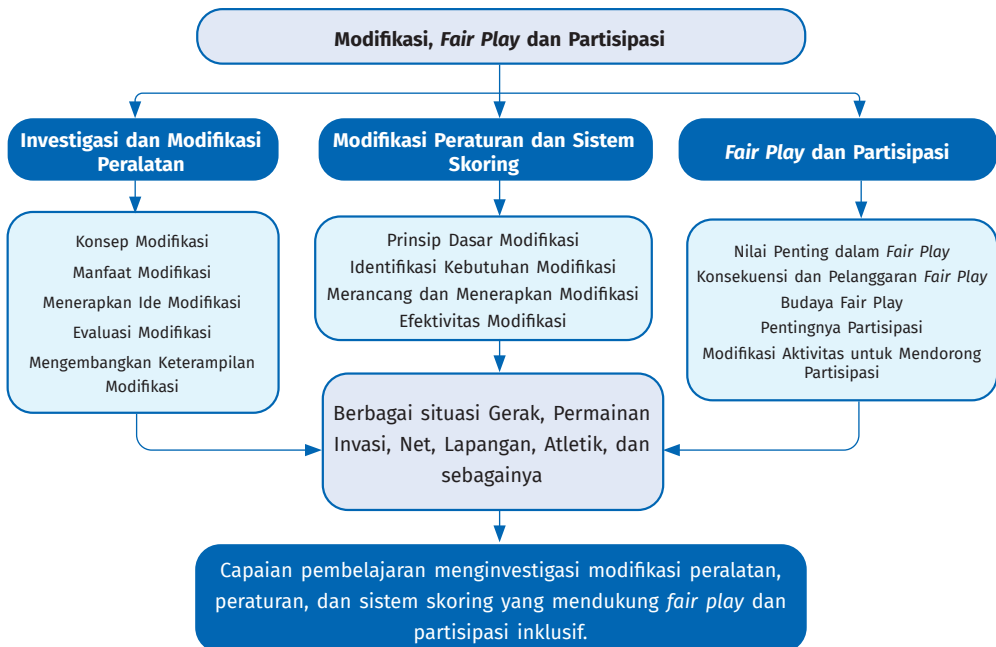 Modifikasi, Fair Play dan Partisipasi
Investigasi dan Modifikasi
Peralatan
Modifikasi Peraturan dan Sistem
Skoring
Fair Play dan Partisipasi
Konsep Modifikasi
Manfaat Modifikasi
Menerapkan Ide Modifikasi
Evaluasi Modifikasi
Mengembangkan Keterampilan
Modifikasi
Prinsip Dasar Modifikasi
Identifikasi Kebutuhan Modifikasi
Merancang dan Menerapkan Modifikasi
Efektivitas Modifikasi
Nilai Penting dalam Fair Play
Konsekuensi dan Pelanggaran Fair Play
Budaya Fair Play
Pentingnya Partisipasi
Modifikasi Aktivitas untuk Mendorong
Partisipasi
Berbagai situasi Gerak, Permainan
Invasi, Net, Lapangan, Atletik, dan
sebagainya
Capaian pembelajaran menginvestigasi modifikasi peralatan,
peraturan, dan sistem skoring yang mendukung fair play dan
partisipasi inklusif.